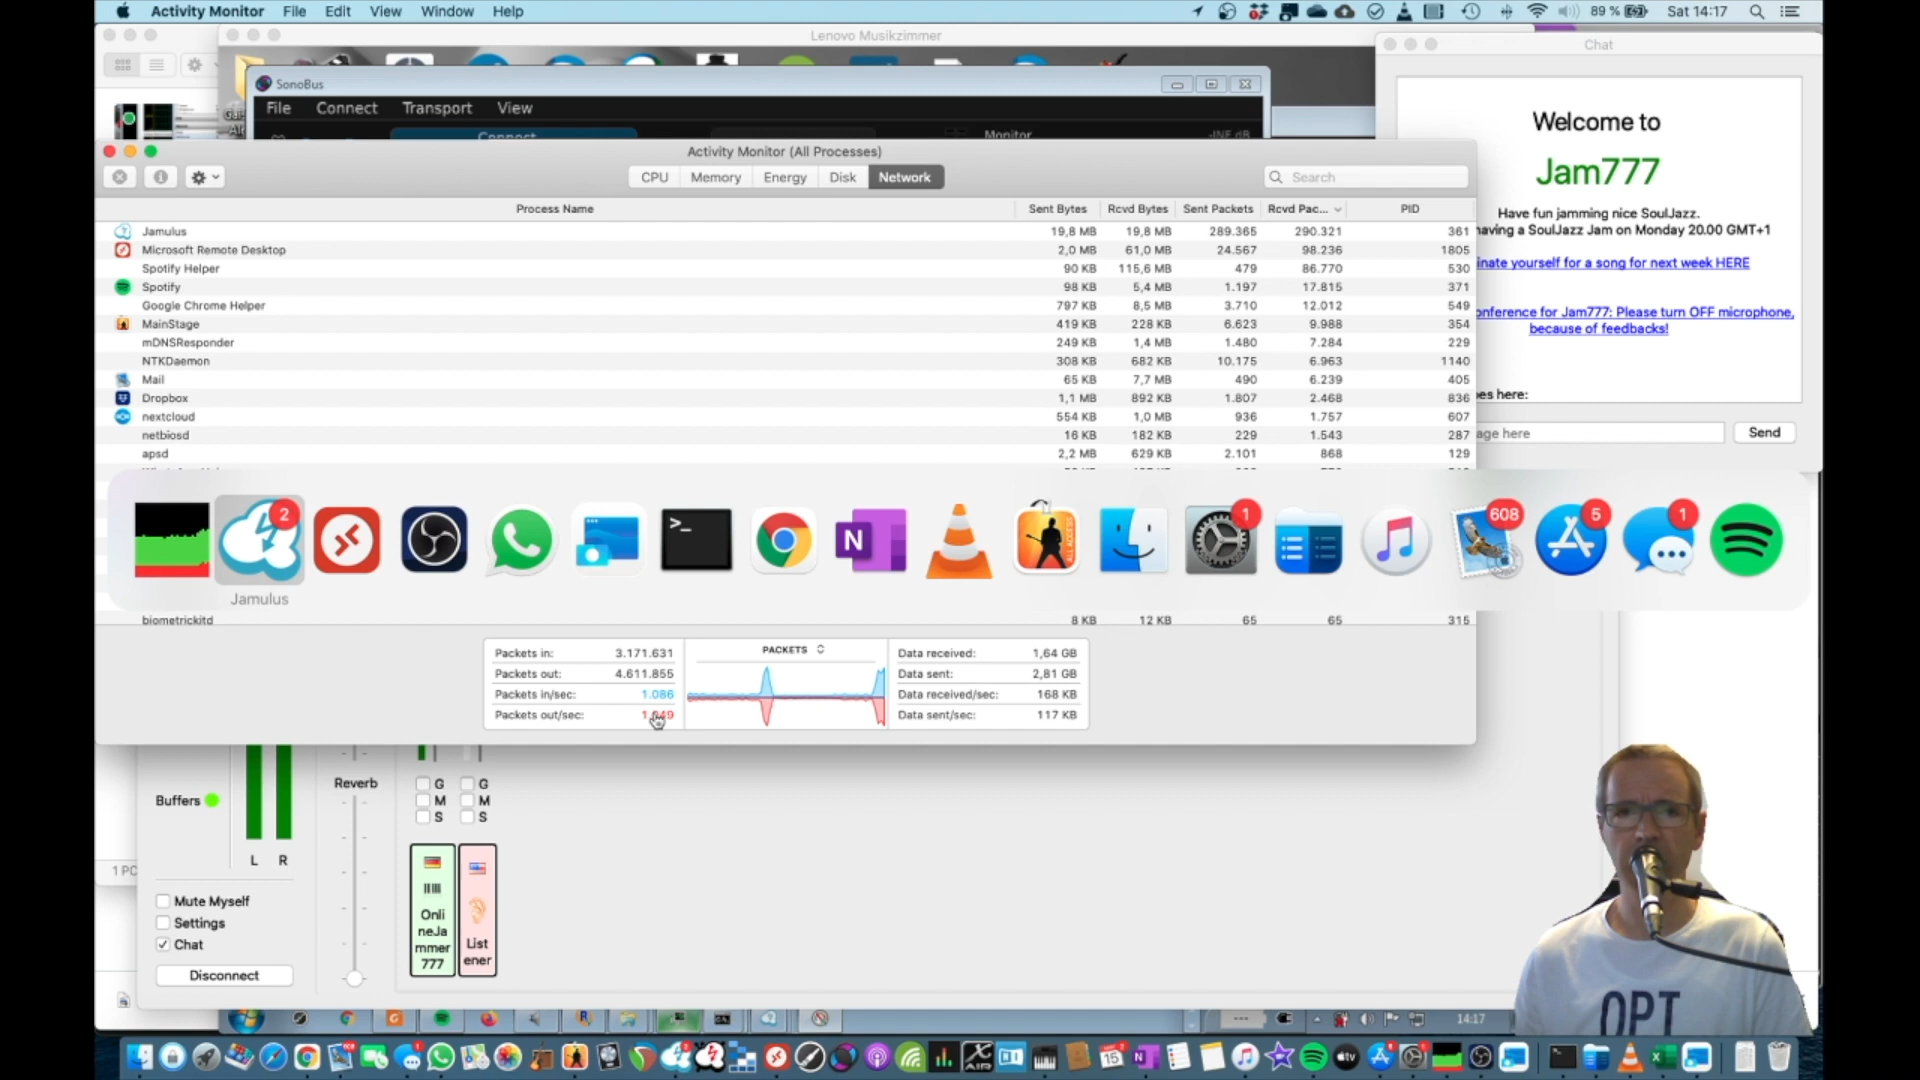 Activity Monitor File Edit View Window Help
89 % Sat 14:17
Lenovo Musikzimmer
Chat
SonoBus
File Connect Transport View
Connect
Monitor
-INF dB
Welcome to
Jam777
Have fun jamming nice SoulJazz.
having a SoulJazz Jam on Monday 20.00 GMT+1
inate yourself for a song for next week HERE
onference for Jam777: Please turn OFF microphone,
because of feedbacks!
es here:
age here
Send
Activity Monitor (All Processes)
CPU Memory Energy Disk Network
Search
Process Name Sent Bytes Rcvd Bytes Sent Packets Rcvd Pac... PID
Jamulus 19,8 MB 19,8 MB 289.365 290.321 361
Microsoft Remote Desktop 2,0 MB 61,0 MB 24.567 98.236 1805
Spotify Helper 90 KB 115,6 MB 479 86.770 530
Spotify 98 KB 5,4 MB 1.197 17.815 371
Google Chrome Helper 797 KB 8,5 MB 3.710 12.012 549
MainStage 419 KB 228 KB 6.623 9.988 354
mDNSResponder 249 KB 1,4 MB 1.480 7.284 229
NTKDaemon 308 KB 682 KB 10.175 6.963 1140
Mail 65 KB 7,7 MB 490 6.239 405
Dropbox 1,1 MB 892 KB 1.807 2.468 836
nextcloud 554 KB 1,0 MB 936 1.757 607
netbiosd 16 KB 182 KB 229 1.543 287
apsd 2,2 MB 629 KB 2.101 868 129
2
N
ALL ACCESS
1
608
5
1
Jamulus
biometrickitd 8 KB 12 KB 65 65 315
Packets in: 3.171.631
Packets out: 4.611.855
Packets in/sec: 1.086
Packets out/sec:
PACKETS
Data received: 1,64 GB
Data sent: 2,81 GB
Data received/sec: 168 KB
Data sent/sec: 117 KB
Buffers
L R
Reverb
G G
M M
S S
Onli
neJa
mmer
777
List
ener
1 PC
Mute Myself
Settings
Chat
Disconnect
14:17
OPT